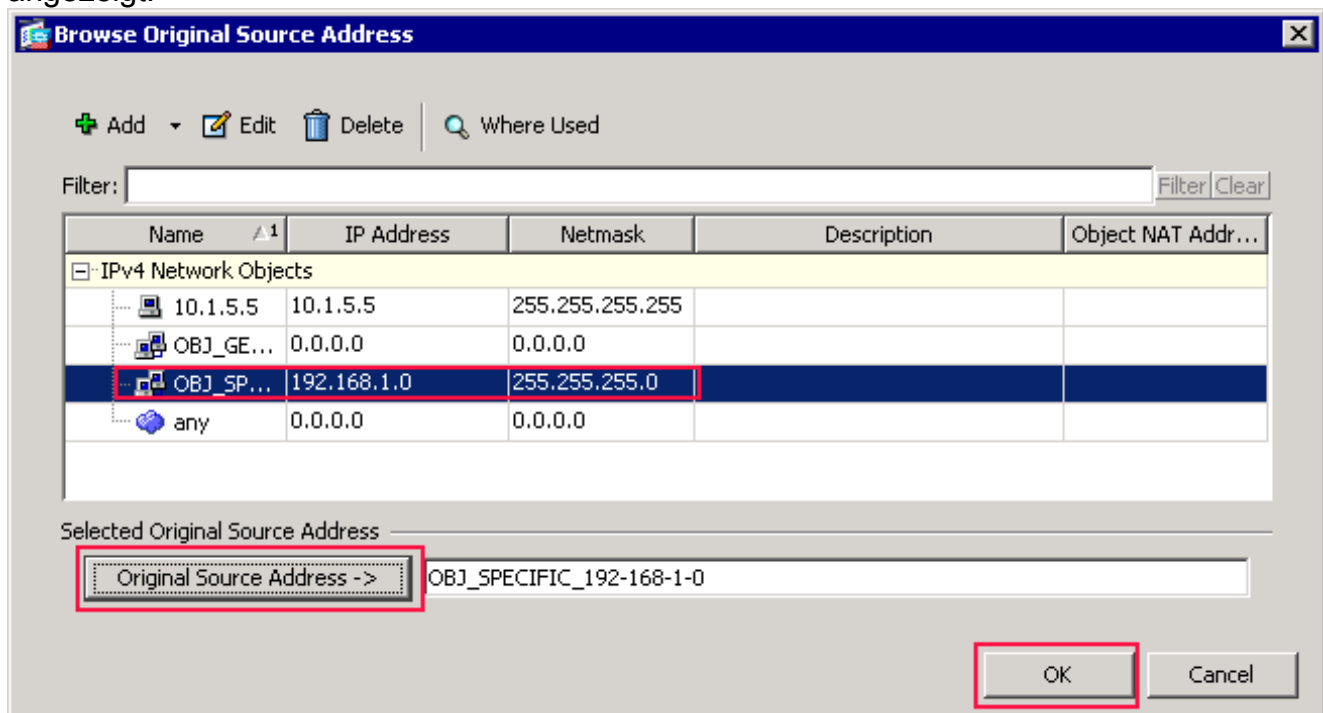 angezeigt.
Browse Original Source Address
Add Edit Delete Where Used
Filter: Filter Clear
Name 1 IP Address Netmask Description Object NAT Addr...
IPv4 Network Objects
10.1.5.5 10.1.5.5 255.255.255.255
OBJ_GE... 0.0.0.0 0.0.0.0
OBJ_SP... 192.168.1.0 255.255.255.0
any 0.0.0.0 0.0.0.0
Selected Original Source Address
Original Source Address -> OBJ_SPECIFIC_192-168-1-0
OK Cancel